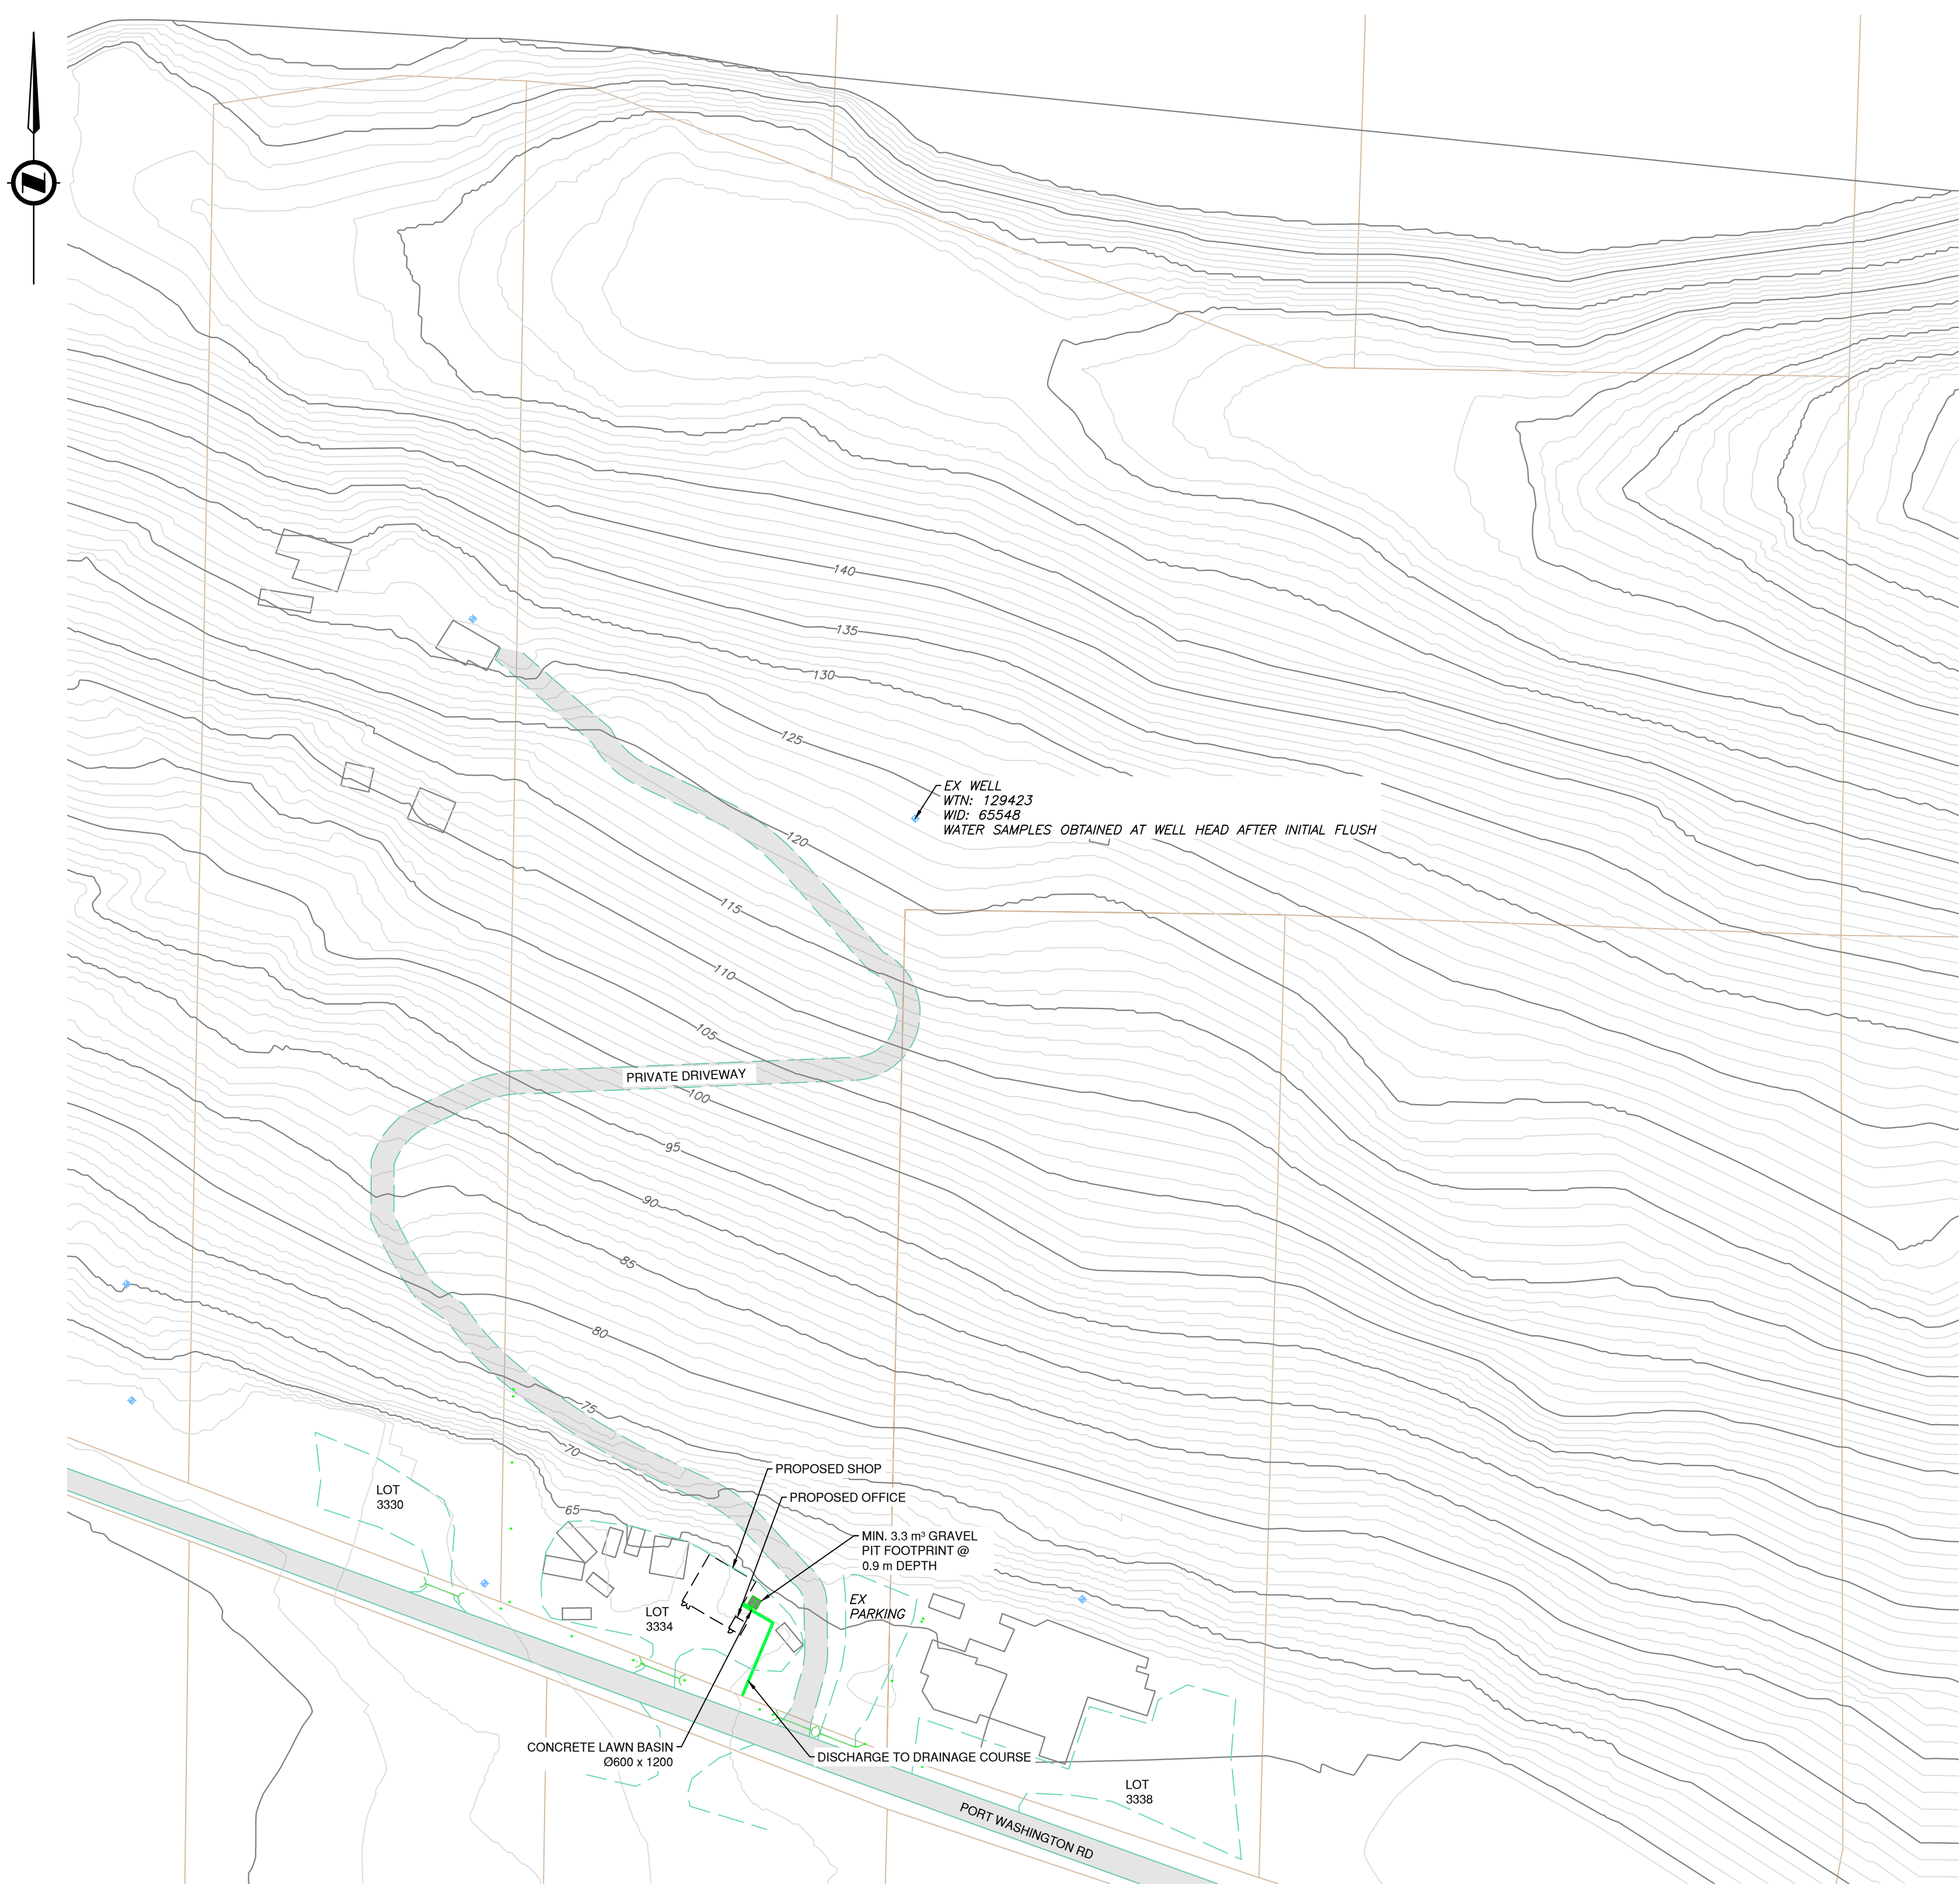 N
140
135
130
125
EX WELL
WTN: 129423
WID: 65548
WATER SAMPLES OBTAINED AT WELL HEAD AFTER INITIAL FLUSH
120
115
110
105
PRIVATE DRIVEWAY
100
95
90
85
80
75
70
PROPOSED SHOP
LOT
3330
PROPOSED OFFICE
65
MIN. 3.3 m³ GRAVEL
PIT FOOTPRINT @
0.9 m DEPTH
EX
PARKING
LOT
3334
CONCRETE LAWN BASIN
Ø600 x 1200
DISCHARGE TO DRAINAGE COURSE
LOT
3338
PORT WASHINGTON RD